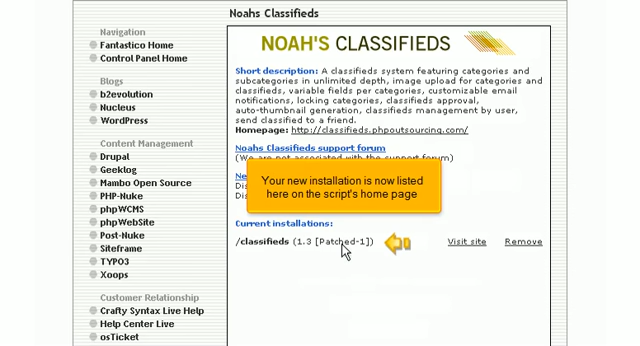 Noahs Classifieds
Navigation
Fantastico Home
Control Panel Home
Blogs
b2evolution
Nucleus
WordPress
Content Management
Drupal
Geeklog
Mambo Open Source
PHP-Nuke
phpWCMS
phpWebSite
Post-Nuke
Siteframe
TYPO3
Xoops
Customer Relationship
Crafty Syntax Live Help
Help Center Live
osTicket
NOAH'S CLASSIFIEDS
Short description: A classifieds system featuring categories and
subcategories in unlimited depth, image upload for categories and
classifieds, variable fields per categories, customizable email
notifications, locking categories, classifieds approval,
auto-thumbnail generation, classifieds management by user,
send classified to a friend.
Homepage: http://classifieds.phpoutsourcing.com/
Noahs Classifieds support forum
(We are not associated with the support forum)
Ne
Dis
Dis
Your new installation is now listed
here on the script's home page
Current installations:
/classifieds (1.3 [Patched-1]) Visit site Remove